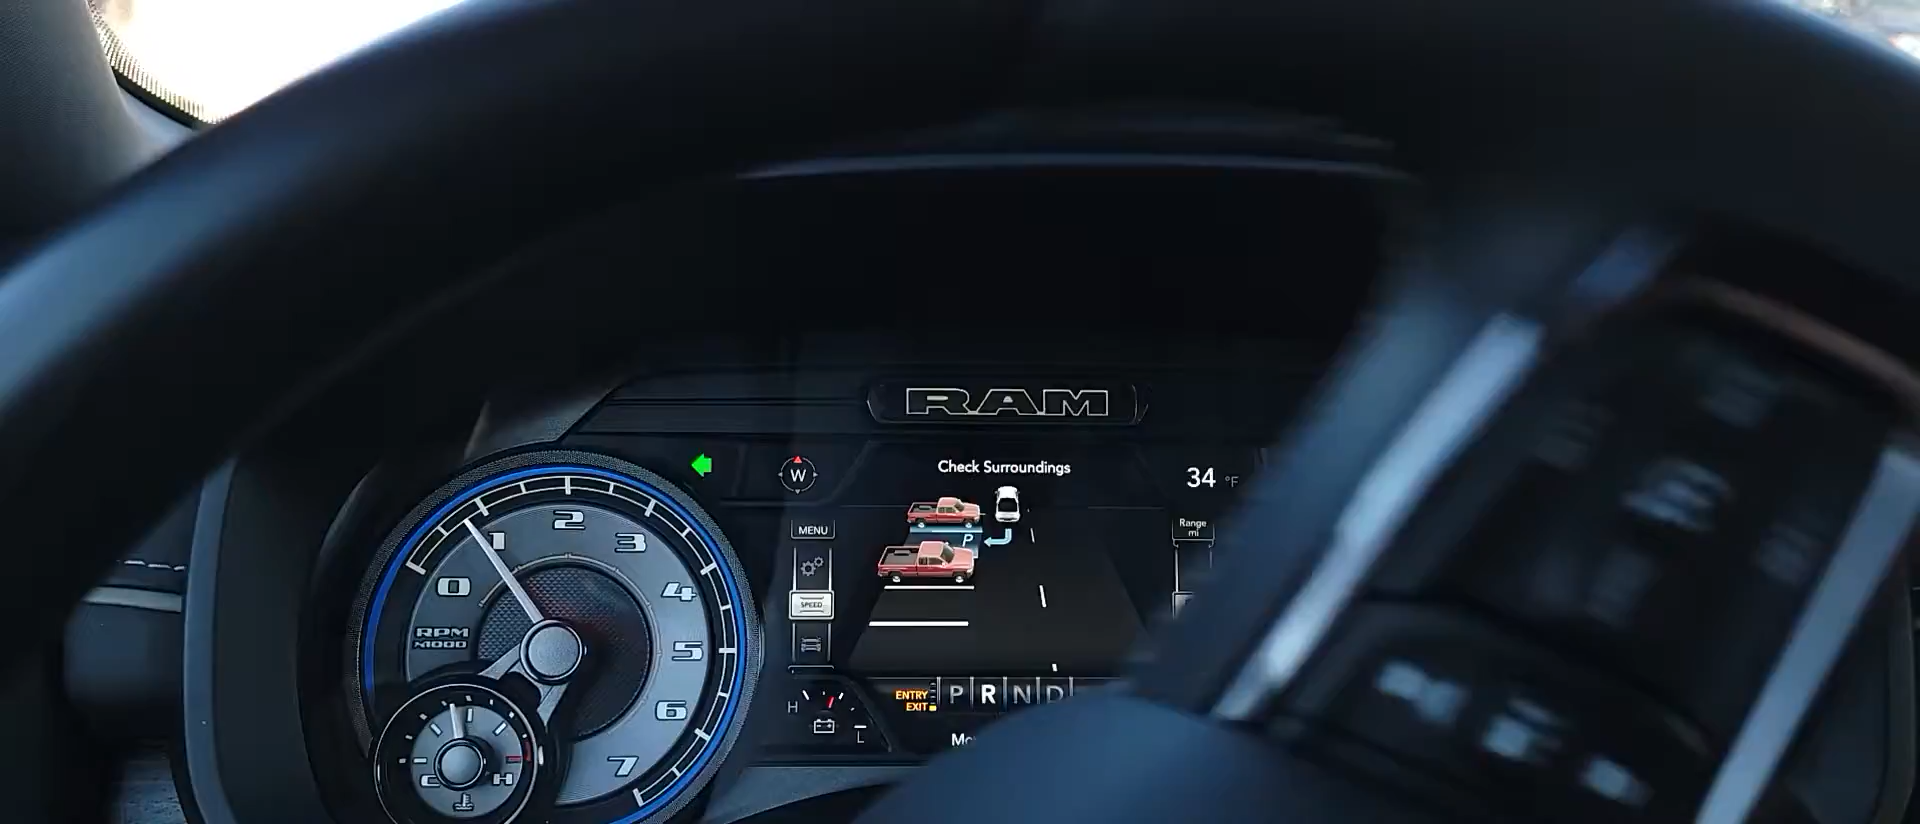 RAM
Check Surroundings
W
34 °F
MENU
Range
mi
P
SPEED
0
1
2
3
4
5
6
7
RPM
X1000
C
H
H
L
ENTRY
EXIT
P R N D